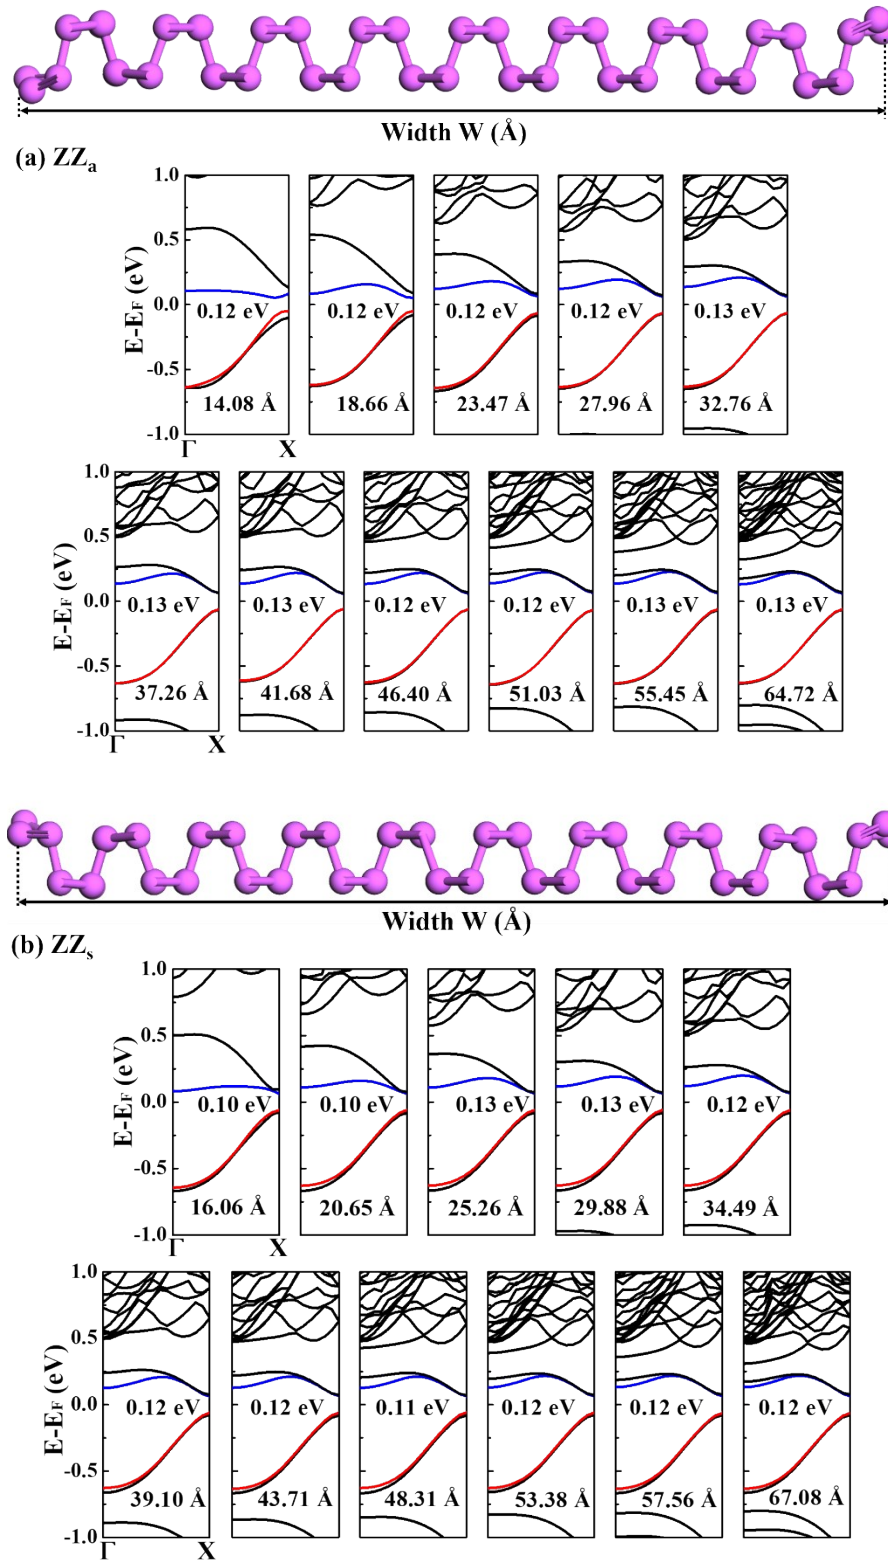 Width W (Å)
(a) ZZa
1.0
0.5
0.0
-0.5
-1.0
E-EF (eV)
0.12 eV 0.12 eV 0.12 eV 0.12 eV 0.13 eV
14.08 Å 18.66 Å 23.47 Å 27.96 Å 32.76 Å
Γ X
1.0
0.5
0.0
-0.5
-1.0
E-EF (eV)
0.13 eV 0.13 eV 0.12 eV 0.12 eV 0.13 eV 0.13 eV
37.26 Å 41.68 Å 46.40 Å 51.03 Å 55.45 Å 64.72 Å
Γ X
Width W (Å)
(b) ZZs
1.0
0.5
0.0
-0.5
-1.0
E-EF (eV)
0.10 eV 0.10 eV 0.13 eV 0.13 eV 0.12 eV
16.06 Å 20.65 Å 25.26 Å 29.88 Å 34.49 Å
Γ X
1.0
0.5
0.0
-0.5
-1.0
E-EF (eV)
0.12 eV 0.12 eV 0.11 eV 0.12 eV 0.12 eV 0.12 eV
39.10 Å 43.71 Å 48.31 Å 53.38 Å 57.56 Å 67.08 Å
Γ X